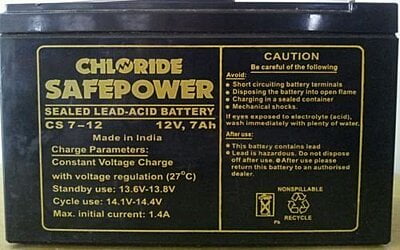 CHLORIDE
SAFEPOWER
SEALED LEAD-ACID BATTERY
CS 7-12 12V, 7Ah
Made in India
Charge Parameters:
Constant Voltage Charge
with voltage regulation (27°C)
Standby use: 13.6V-13.8V
Cycle use: 14.1V-14.4V
Max. initial current: 1.4A
CAUTION
Be careful of the following
Avoid:
Short circuiting battery terminals
Disposing the battery into open flame
Charging in a sealed container
Mechanical shocks.
If eyes exposed to electrolyte (acid),
wash immediately with plenty of water.
After use:
This battery contains lead
Lead is hazardous. Do not dispose
off after use. After use please
return this battery to an authorised
dealer.
Pb
NONSPILLABLE
RECYCLE